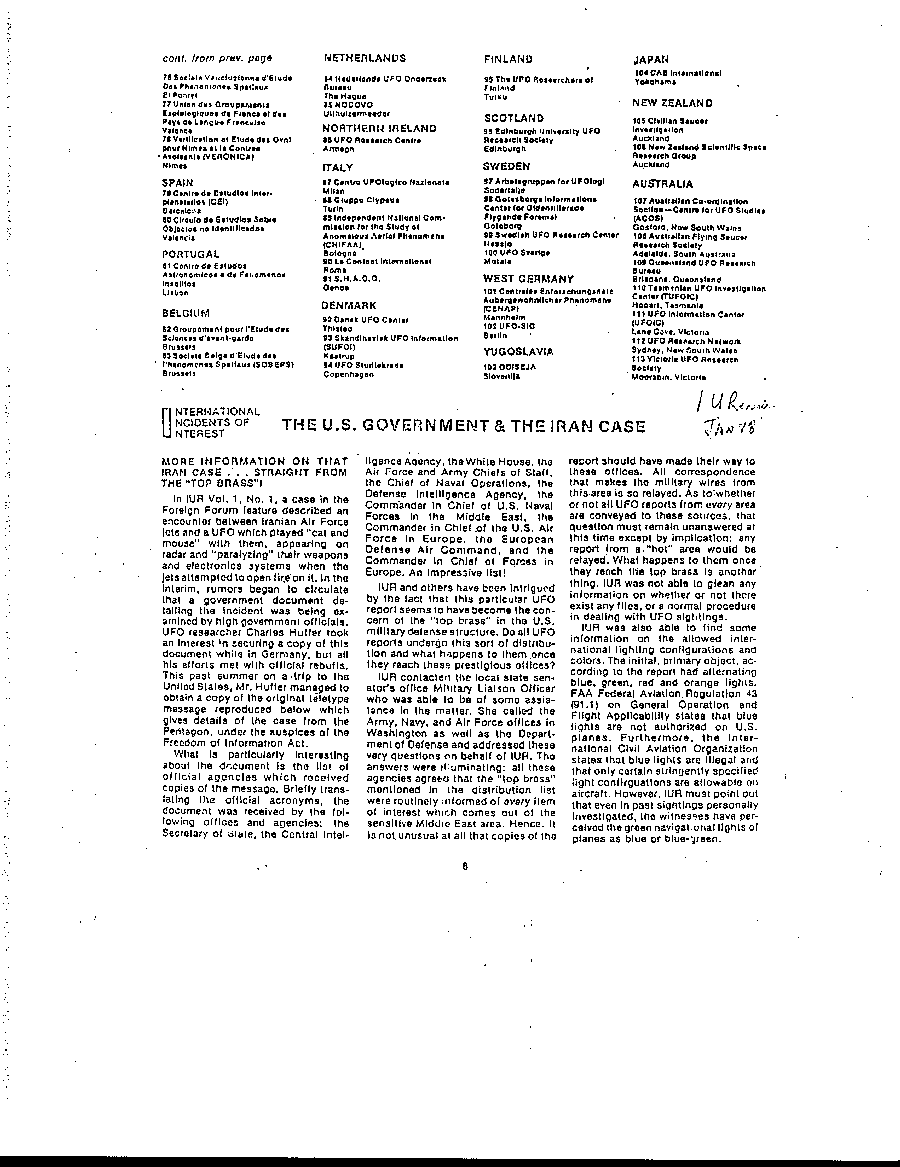 cont. from prev. page
76 Societe Vauclusienne d'Etude
Des Phenomenes Spatiaux
El Pontet
77 Union des Groupements
Esplelogiques de France et des
Pays de Langue Francaise
Valence
78 Verification et Etude des Ovni
pour Nimes et la Contree
Avoisante (VERONICA)
Nimes
SPAIN
79 Centro de Estudios Inter-
planetarios (CEI)
Barcelona
80 Circulo de Estudios Sobre
Objectos no Identificados
Valencia
PORTUGAL
81 Centro de Estudos
Astronomicos e de Fenomenos
Insolitos
Lisbon
BELGIUM
82 Groupement pour l'Etude des
Sciences d'avant-garde
Brussels
83 Societe Belge d'Etude des
Phenomenes Spatiaux (SOBEPS)
Brussels
NETHERLANDS
84 Nederlands UFO Onderzoek
Bureau
The Hague
85 NOCOVO
Uithuizermeeden
NORTHERN IRELAND
86 UFO Research Centre
Armagh
ITALY
87 Centro UFOlogico Nazionale
Milan
88 Gruppo Clypeus
Turin
89 Independent National Com-
mission for the Study of
Anomalous Aerial Phenomena
(CNIFAA)
Bologna
90 Le Contact International
Rome
91 S.H.A.D.O.
Genoa
DENMARK
92 Dansk UFO Center
Thisted
93 Skandinavisk UFO Information
(SUFOI)
Kastrup
94 UFO Studiekreds
Copenhagen
FINLAND
95 The UFO Researchers of
Finland
Turku
SCOTLAND
96 Edinburgh University UFO
Research Society
Edinburgh
SWEDEN
97 Arbetsgruppen for UFOlogi
Sodertalje
98 Goteborgs Informations
Center for Oidentifierade
Flygande Foremal
Goteborg
99 Swedish UFO Research Center
Nassjo
100 UFO Sverige
Motala
WEST GERMANY
101 Centrales Erforschungsnetz
Aubergewohnlicher Phanomene
(CENAP)
Mannheim
102 UFO-SIG
Berlin
YUGOSLAVIA
103 ODISEJA
Slovenija
JAPAN
104 CAB International
Yokohama
NEW ZEALAND
105 Civilian Saucer
Investigation
Auckland
106 New Zealand Scientific Space
Research Group
Auckland
AUSTRALIA
107 Australian Co-ordination
Section—Centre for UFO Studies
(ACOS)
Gosford, New South Wales
108 Australian Flying Saucer
Research Society
Adelaide, South Australia
109 Queensland UFO Research
Bureau
Brisbane, Queensland
110 Tasmanian UFO Investigation
Center (TUFOIC)
Hobart, Tasmania
111 UFO Information Center
(UFOIC)
Lane Cove, Victoria
112 UFO Research Network
Sydney, New South Wales
113 Victoria UFO Research
Society
Moorabin, Victoria
JAN 78
INTERNATIONAL
INCIDENTS OF
INTEREST
THE U.S. GOVERNMENT & THE IRAN CASE
MORE INFORMATION ON THAT
IRAN CASE . . . STRAIGHT FROM
THE "TOP BRASS"!
In IUR Vol. 1, No. 1, a case in the
Foreign Forum feature described an
encounter between Iranian Air Force
jets and a UFO which played "cat and
mouse" with them, appearing on
radar and "paralyzing" their weapons
and electronics systems when the
jets attempted to open fire on it. In the
interim, rumors began to circulate
that a government document de-
tailing the incident was being ex-
amined by high government officials.
UFO researcher Charles Huffer took
an interest in securing a copy of this
document while in Germany, but all
his efforts met with official rebuffs.
This past summer on a trip to the
United States, Mr. Huffer managed to
obtain a copy of the original teletype
message reproduced below which
gives details of the case from the
Pentagon, under the auspices of the
Freedom of Information Act.
What is particularly interesting
about the document is the list of
official agencies which received
copies of the message. Briefly trans-
lating the official acronyms, the
document was received by the fol-
lowing offices and agencies: the
Secretary of State, the Central Intel-
ligence Agency, the White House, the
Air Force and Army Chiefs of Staff,
the Chief of Naval Operations, the
Defense Intelligence Agency, the
Commander in Chief of U.S. Naval
Forces in the Middle East, the
Commander in Chief of the U.S. Air
Force in Europe, the European
Defense Air Command, and the
Commander in Chief of Forces in
Europe. An impressive list!
IUR and others have been intrigued
by the fact that this particular UFO
report seems to have become the con-
cern of the "top brass" in the U.S.
military defense structure. Do all UFO
reports undergo this sort of distribu-
tion and what happens to them once
they reach these prestigious offices?
IUR contacted the local state sen-
ator's office Military Liaison Officer
who was able to be of some assis-
tance in the matter. She called the
Army, Navy, and Air Force offices in
Washington as well as the Depart-
ment of Defense and addressed these
very questions on behalf of IUR. The
answers were illuminating: all these
agencies agreed that the "top brass"
mentioned in the distribution list
were routinely informed of every item
of interest which comes out of the
sensitive Middle East area. Hence, it
is not unusual at all that copies of the
report should have made their way to
these offices. All correspondence
that makes the military wires from
this area is so relayed. As to whether
or not all UFO reports from every area
are conveyed to these sources, that
question must remain unanswered at
this time except by implication: any
report from a "hot" area would be
relayed. What happens to them once
they reach the top brass is another
thing. IUR was not able to glean any
information on whether or not there
exist any files, or a normal procedure
in dealing with UFO sightings.
IUR was also able to find some
information on the allowed inter-
national lighting configurations and
colors. The initial, primary object, ac-
cording to the report had alternating
blue, green, red and orange lights.
FAA Federal Aviation Regulation 43
(91.1) on General Operation and
Flight Applicability states that blue
lights are not authorized on U.S.
planes. Furthermore, the Inter-
national Civil Aviation Organization
states that blue lights are illegal and
that only certain stringently specified
light configurations are allowable on
aircraft. However, IUR must point out
that even in past sightings personally
investigated, the witnesses have per-
ceived the green navigational lights of
planes as blue or blue-green.
6